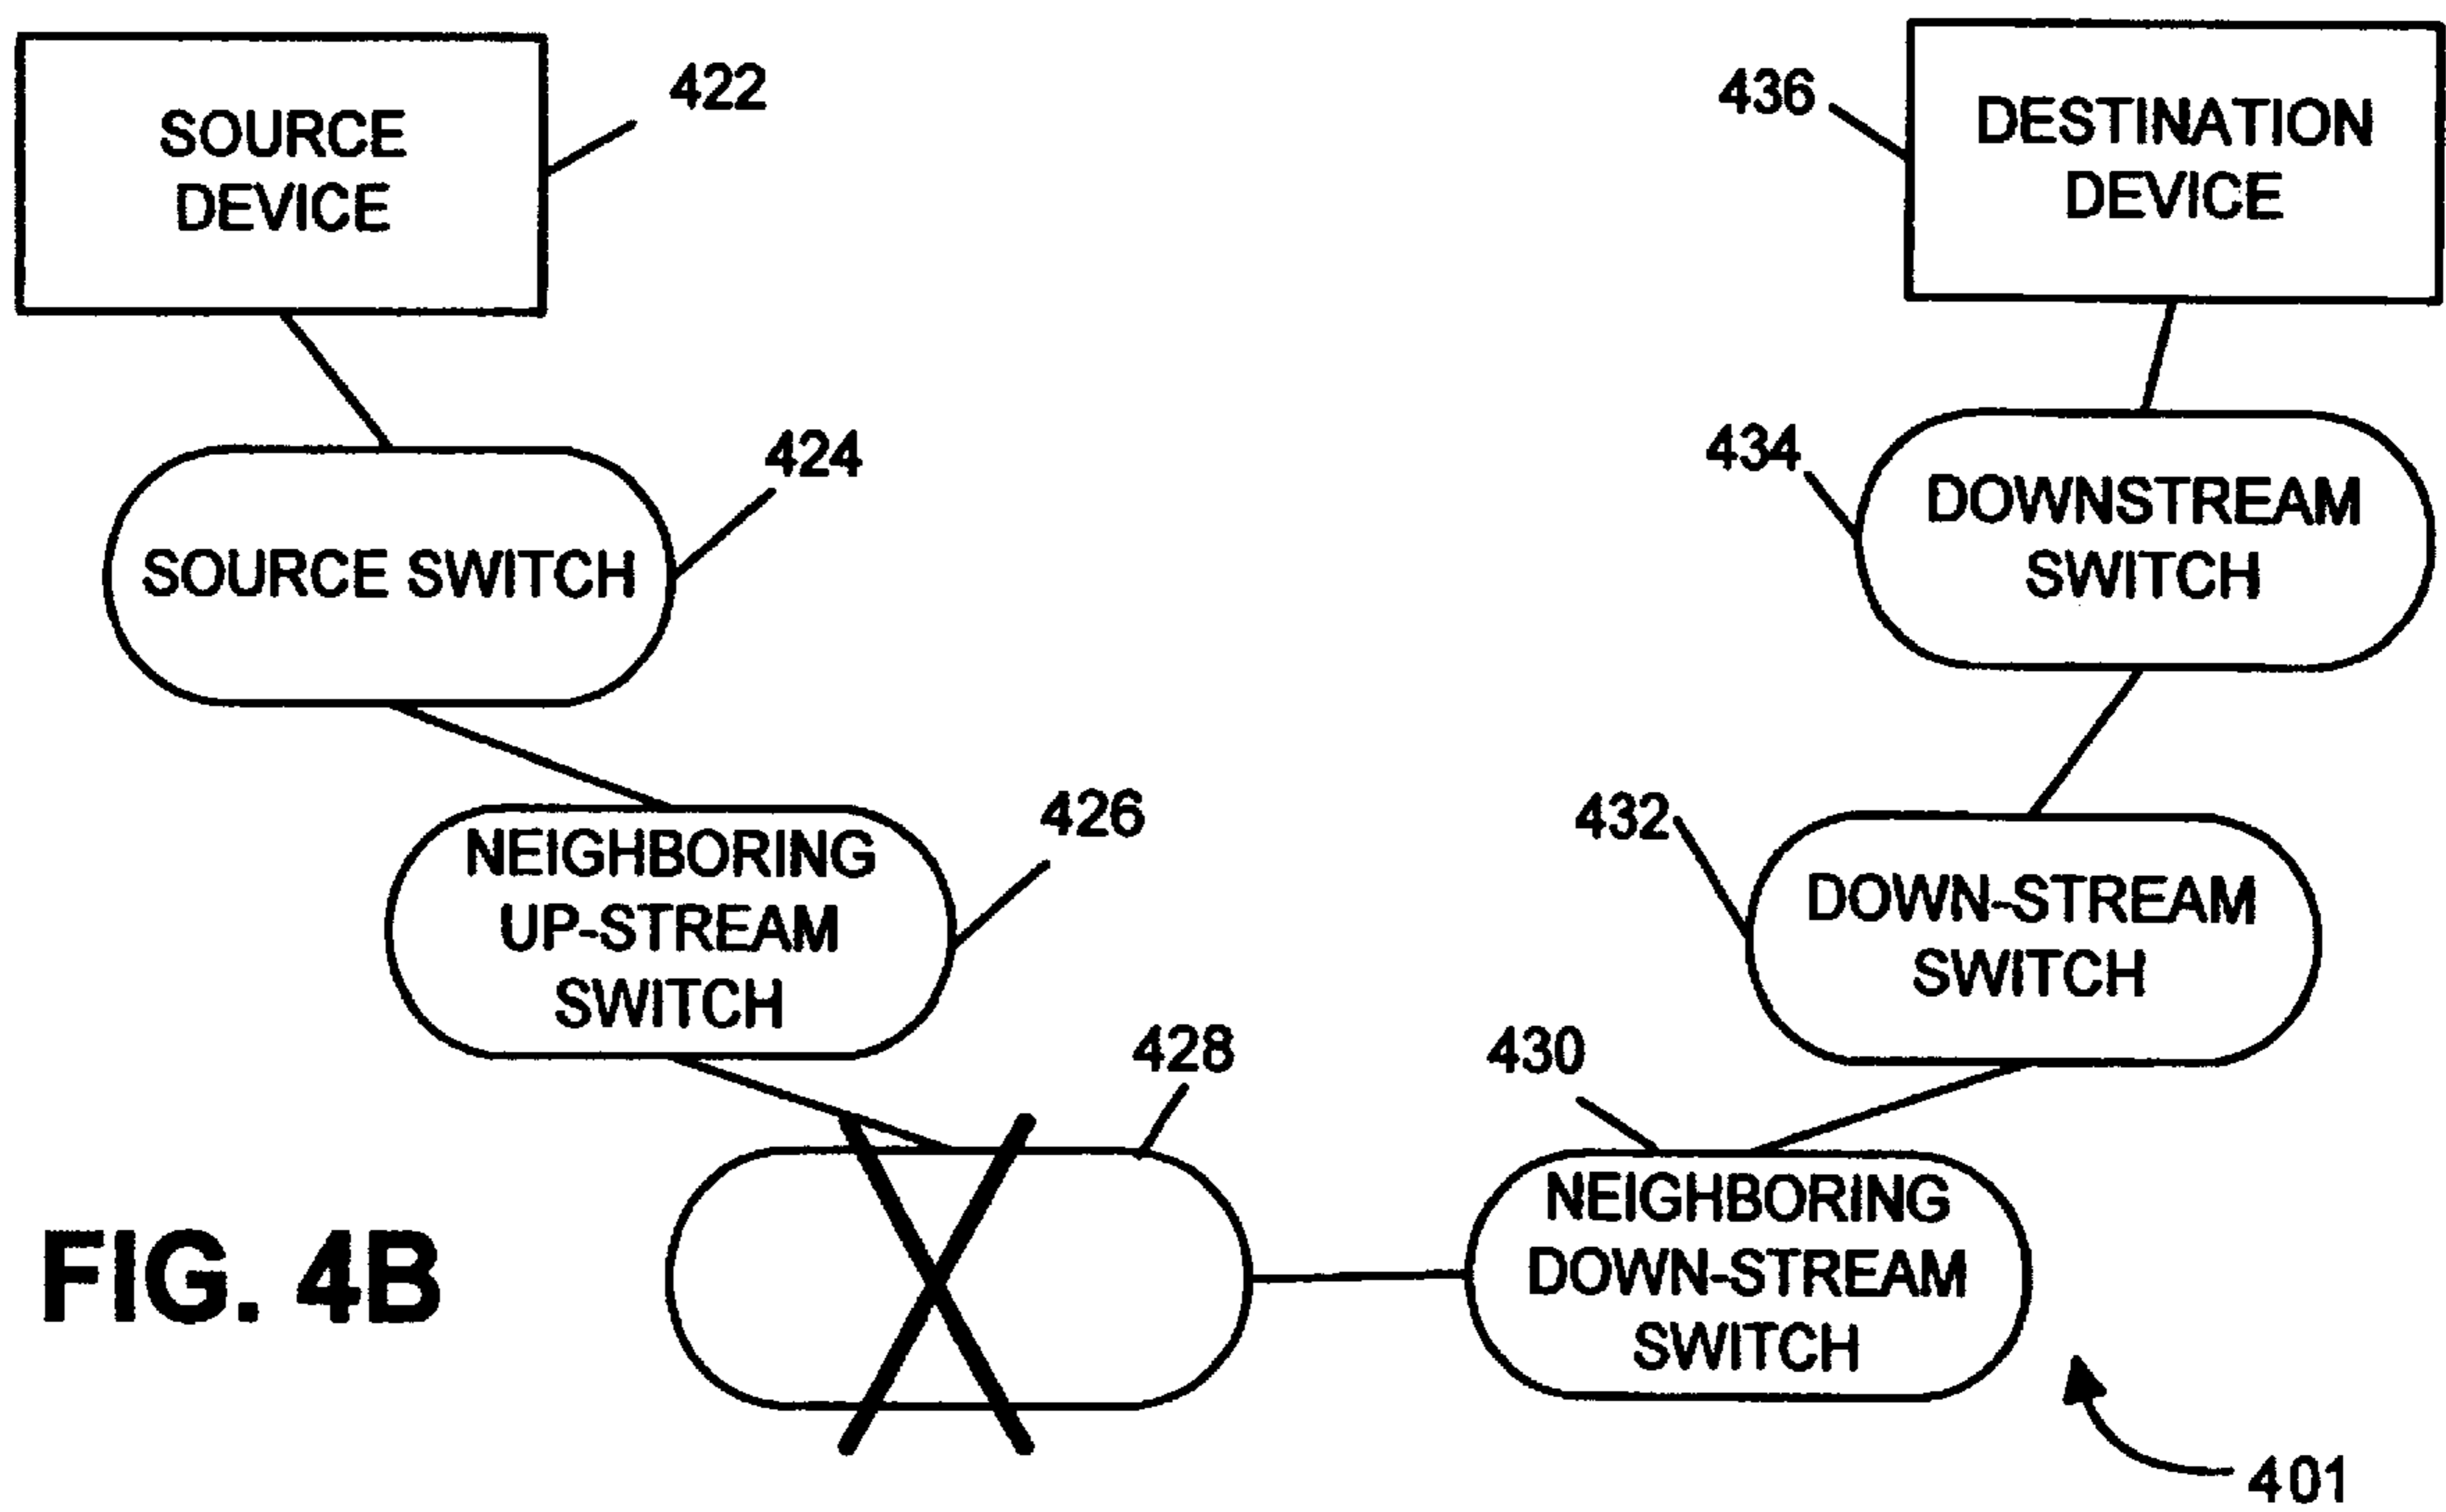 SOURCE
DEVICE
422
436
DESTINATION
DEVICE
424
SOURCE SWITCH
434
DOWNSTREAM
SWITCH
426
NEIGHBORING
UP-STREAM
SWITCH
432
DOWN-STREAM
SWITCH
428
430
NEIGHBORING
DOWN-STREAM
SWITCH
FIG. 4B
401